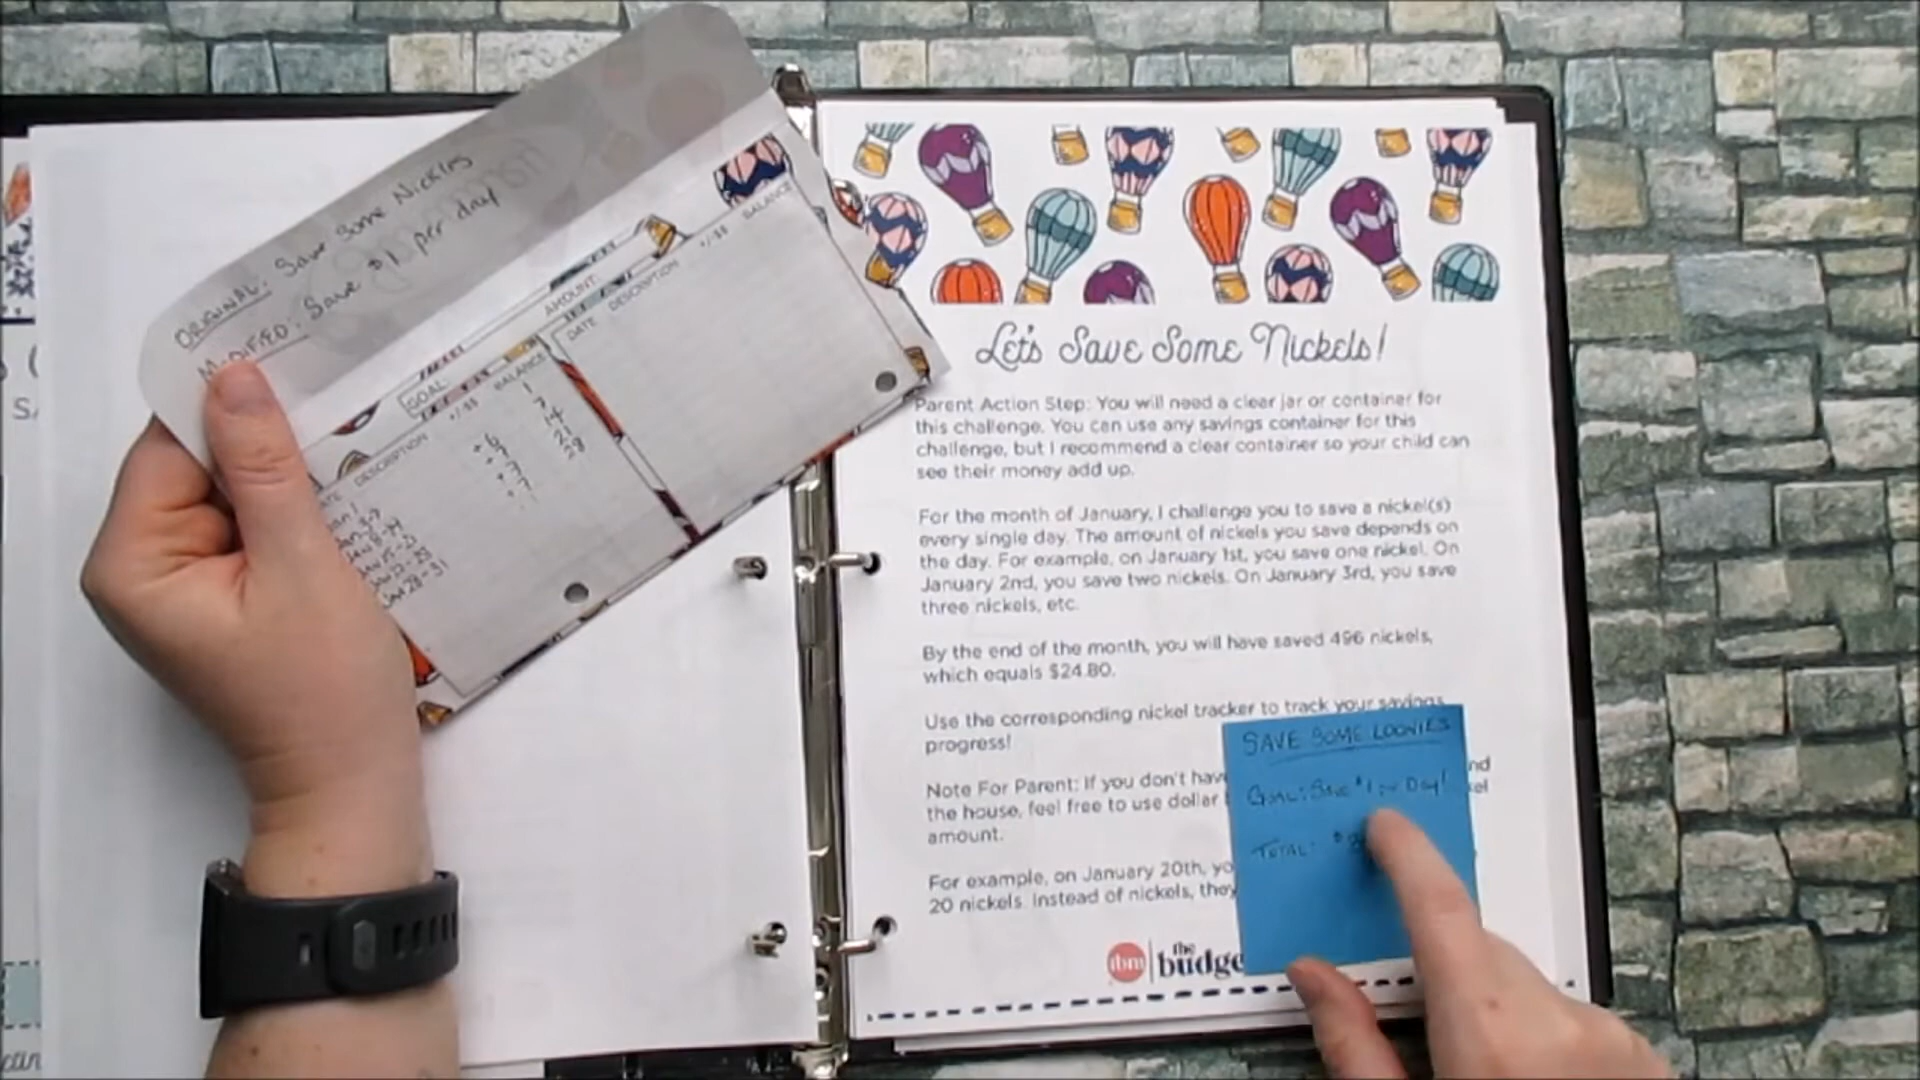 ORIGINAL: Save Some Nickles
MODIFIED: Save $1 per day
AMOUNT:
GOAL:
DATE DESCRIPTION +/-$$ BALANCE
DESCRIPTION +/-$$ BALANCE
Jan 8-14
Jan 15-21
Jan 28-31
Let's Save Some Nickels!
Parent Action Step: You will need a clear jar or container for
this challenge. You can use any savings container for this
challenge, but I recommend a clear container so your child can
see their money add up.
For the month of January, I challenge you to save a nickel(s)
every single day. The amount of nickels you save depends on
the day. For example, on January 1st, you save one nickel. On
January 2nd, you save two nickels. On January 3rd, you save
three nickels, etc.
By the end of the month, you will have saved 496 nickels,
which equals $24.80.
Use the corresponding nickel tracker to track your savings
progress!
Note For Parent: If you don't have
the house, feel free to use dollar
amount.
For example, on January 20th,
20 nickels. Instead of nickels, they
tbm the
budge
SAVE SOME LOONIES
GOAL: Save $1 Day!
TOTAL: $